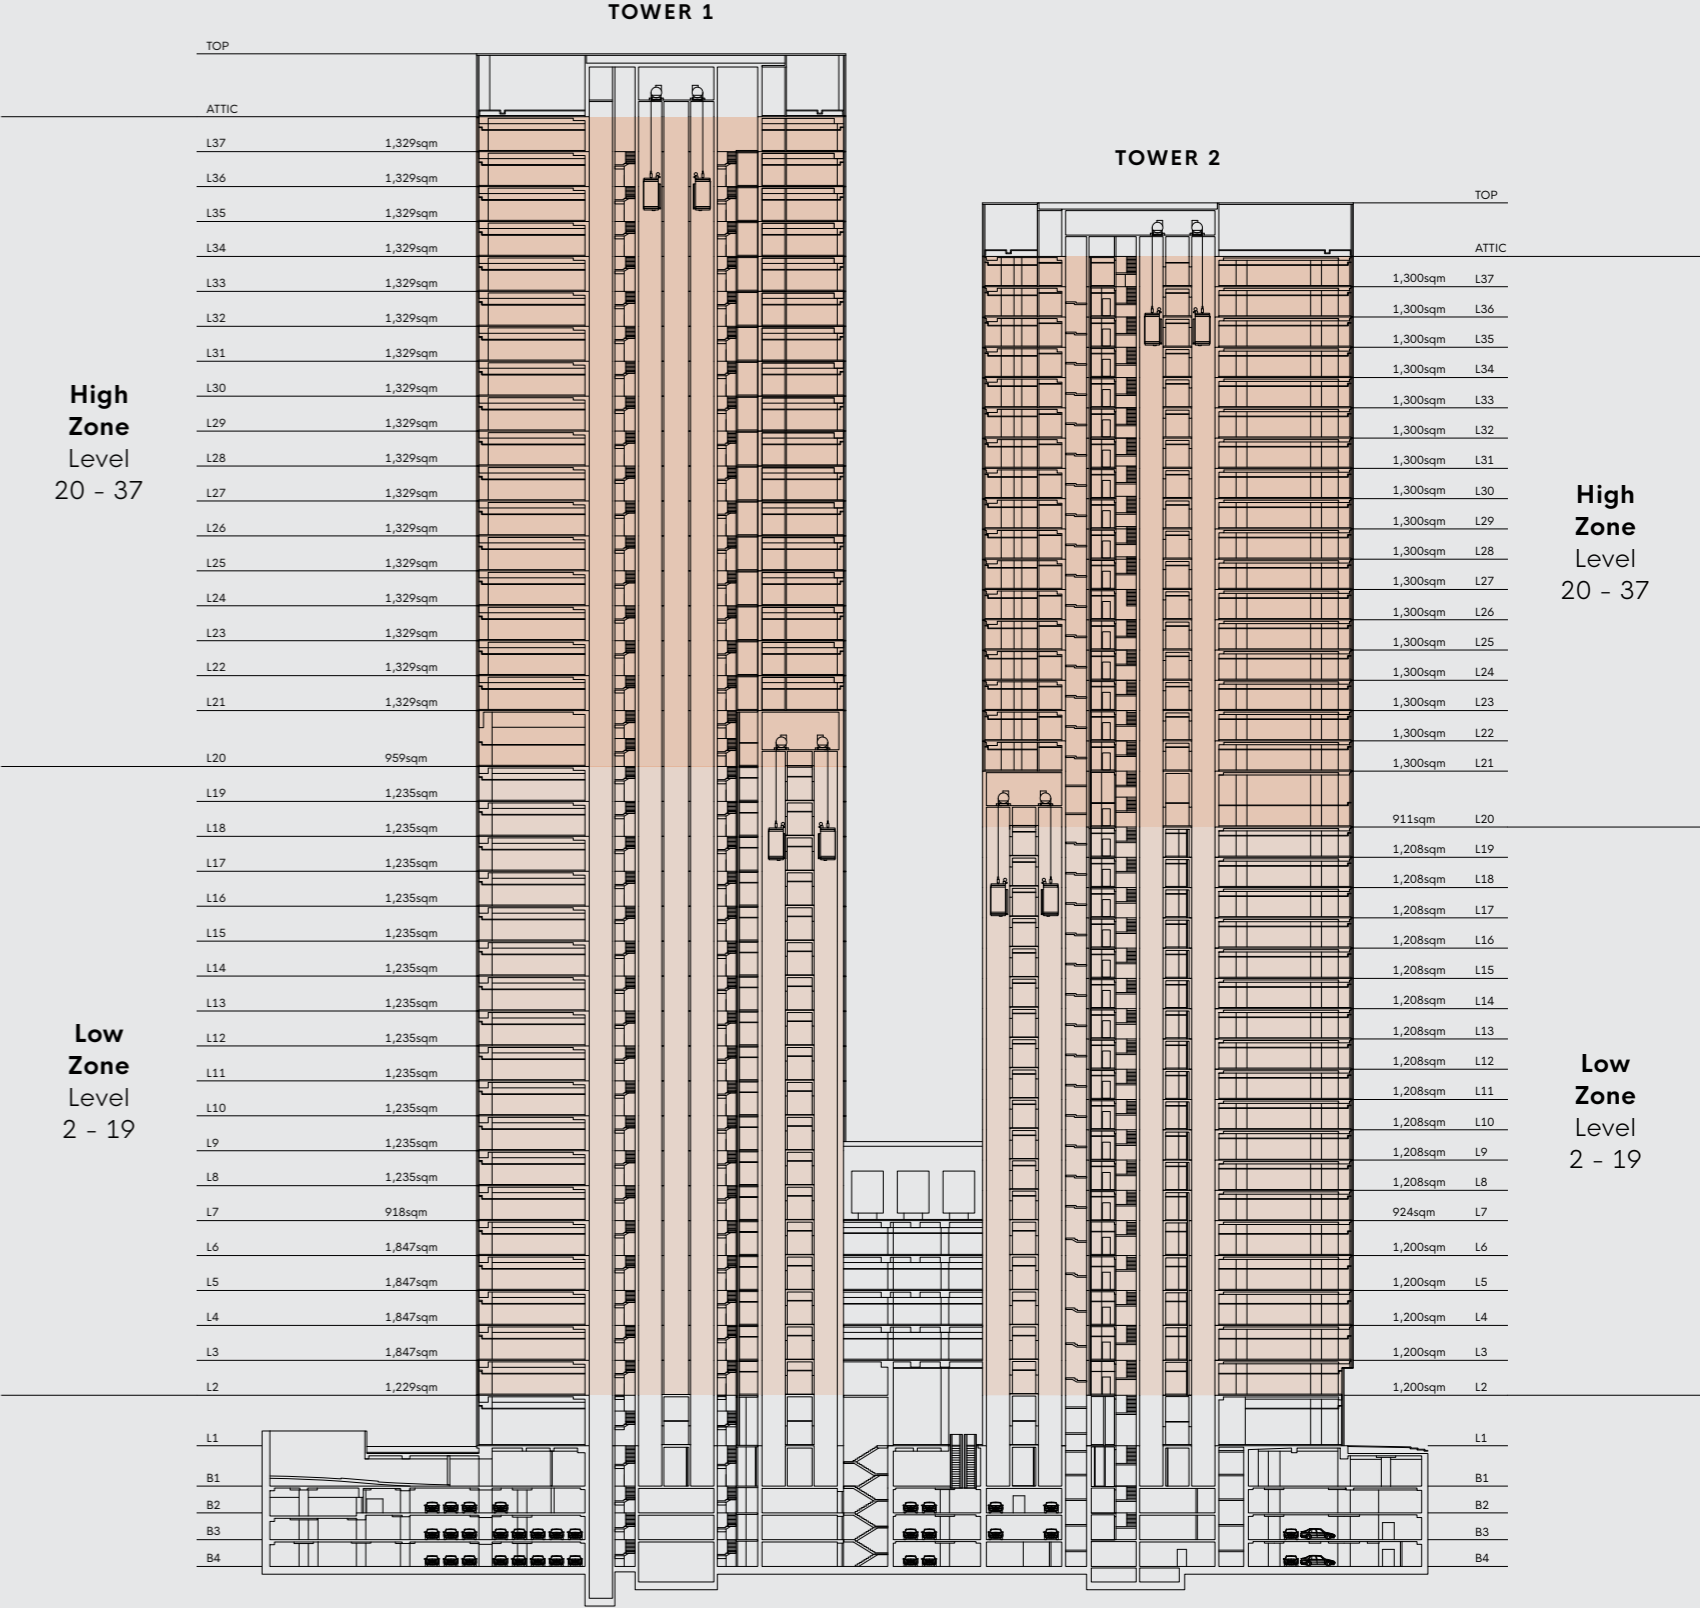 TOWER 1
TOP
ATTIC
L37 1,329sqm
L36 1,329sqm
L35 1,329sqm
L34 1,329sqm
L33 1,329sqm
L32 1,329sqm
L31 1,329sqm
L30 1,329sqm
L29 1,329sqm
L28 1,329sqm
L27 1,329sqm
L26 1,329sqm
L25 1,329sqm
L24 1,329sqm
L23 1,329sqm
L22 1,329sqm
L21 1,329sqm
L20 959sqm
L19 1,235sqm
L18 1,235sqm
L17 1,235sqm
L16 1,235sqm
L15 1,235sqm
L14 1,235sqm
L13 1,235sqm
L12 1,235sqm
L11 1,235sqm
L10 1,235sqm
L9 1,235sqm
L8 1,235sqm
L7 918sqm
L6 1,847sqm
L5 1,847sqm
L4 1,847sqm
L3 1,847sqm
L2 1,229sqm
L1
B1
B2
B3
B4
High
Zone
Level
20 - 37
Low
Zone
Level
2 - 19
TOWER 2
TOP
ATTIC
1,300sqm L37
1,300sqm L36
1,300sqm L35
1,300sqm L34
1,300sqm L33
1,300sqm L32
1,300sqm L31
1,300sqm L30
1,300sqm L29
1,300sqm L28
1,300sqm L27
1,300sqm L26
1,300sqm L25
1,300sqm L24
1,300sqm L23
1,300sqm L22
1,300sqm L21
911sqm L20
1,208sqm L19
1,208sqm L18
1,208sqm L17
1,208sqm L16
1,208sqm L15
1,208sqm L14
1,208sqm L13
1,208sqm L12
1,208sqm L11
1,208sqm L10
1,208sqm L9
1,208sqm L8
924sqm L7
1,200sqm L6
1,200sqm L5
1,200sqm L4
1,200sqm L3
1,200sqm L2
L1
B1
B2
B3
B4
High
Zone
Level
20 - 37
Low
Zone
Level
2 - 19